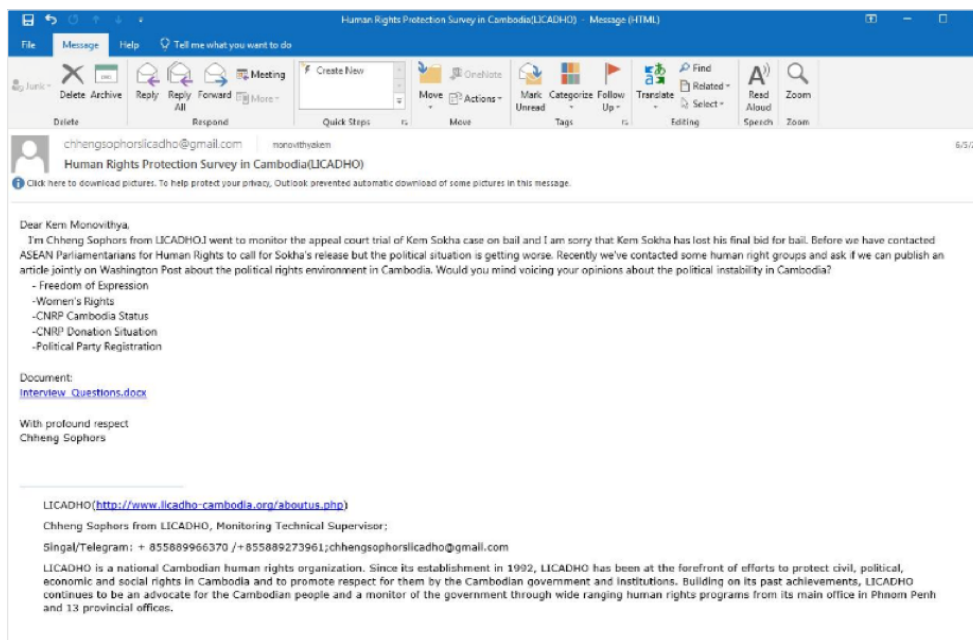 Human Rights Protection Survey in Cambodia(LICADHO) - Message (HTML)
File Message Help Tell me what you want to do
Junk
Delete Archive
Reply Reply All Forward
Meeting
More
Create New
Move
OneNote
Actions
Mark Unread Categorize Follow Up
Translate
Find
Related
Select
Read Aloud
Zoom
Delete Respond Quick Steps Move Tags Editing Speech Zoom
chhengsophorslicadho@gmail.com monovithyakem
Human Rights Protection Survey in Cambodia(LICADHO)
Click here to download pictures. To help protect your privacy, Outlook prevented automatic download of some pictures in this message.
Dear Kem Monovithya,
I'm Chheng Sophors from LICADHO.I went to monitor the appeal court trial of Kem Sokha case on bail and I am sorry that Kem Sokha has lost his final bid for bail. Before we have contacted
ASEAN Parliamentarians for Human Rights to call for Sokha's release but the political situation is getting worse. Recently we've contacted some human right groups and ask if we can publish an
article jointly on Washington Post about the political rights environment in Cambodia. Would you mind voicing your opinions about the political instability in Cambodia?
- Freedom of Expression
-Women's Rights
-CNRP Cambodia Status
-CNRP Donation Situation
-Political Party Registration
Document:
Interview_Questions.docx
With profound respect
Chheng Sophors
LICADHO(http://www.licadho-cambodia.org/aboutus.php)
Chheng Sophors from LICADHO, Monitoring Technical Supervisor;
Singal/Telegram: + 855889966370 /+855889273961;chhengsophorslicadho@gmail.com
LICADHO is a national Cambodian human rights organization. Since its establishment in 1992, LICADHO has been at the forefront of efforts to protect civil, political,
economic and social rights in Cambodia and to promote respect for them by the Cambodian government and institutions. Building on its past achievements, LICADHO
continues to be an advocate for the Cambodian people and a monitor of the government through wide ranging human rights programs from its main office in Phnom Penh
and 13 provincial offices.